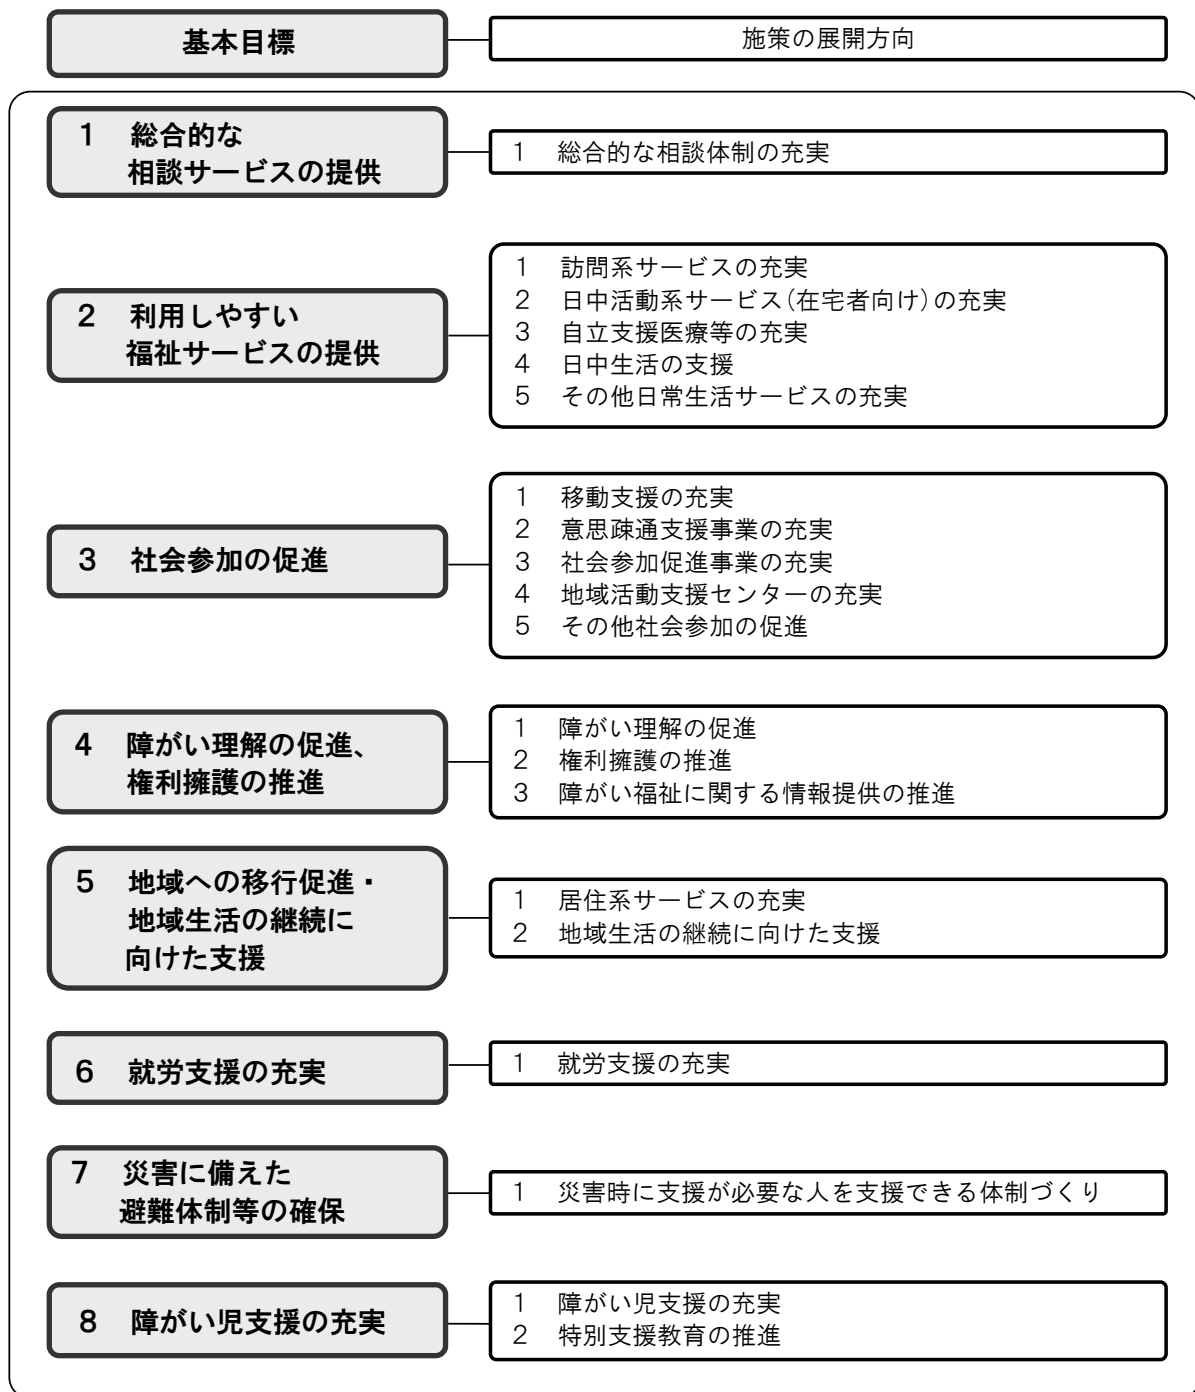 基本目標
施策の展開方向
1 総合的な
相談サービスの提供
1 総合的な相談体制の充実
2 利用しやすい
福祉サービスの提供
1 訪問系サービスの充実
2 日中活動系サービス(在宅者向け)の充実
3 自立支援医療等の充実
4 日中生活の支援
5 その他日常生活サービスの充実
3 社会参加の促進
1 移動支援の充実
2 意思疎通支援事業の充実
3 社会参加促進事業の充実
4 地域活動支援センターの充実
5 その他社会参加の促進
4 障がい理解の促進、
権利擁護の推進
1 障がい理解の促進
2 権利擁護の推進
3 障がい福祉に関する情報提供の推進
5 地域への移行促進・
地域生活の継続に
向けた支援
1 居住系サービスの充実
2 地域生活の継続に向けた支援
6 就労支援の充実
1 就労支援の充実
7 災害に備えた
避難体制等の確保
1 災害時に支援が必要な人を支援できる体制づくり
8 障がい児支援の充実
1 障がい児支援の充実
2 特別支援教育の推進